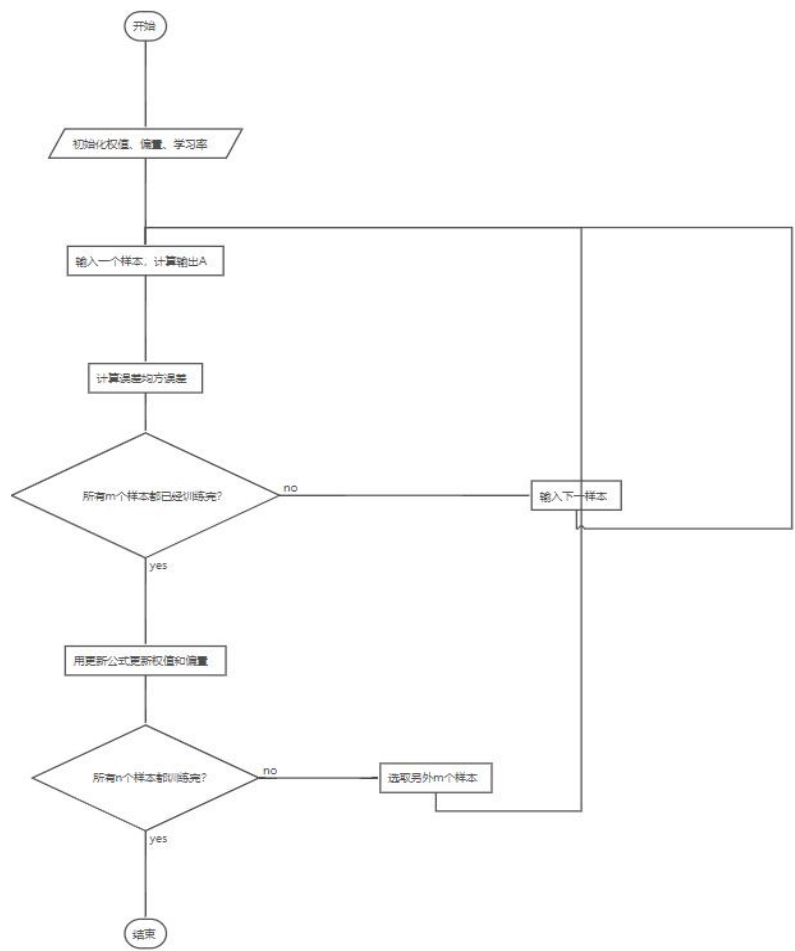 开始
初始化权值、偏置、学习率
输入一个样本，计算输出A
计算误差均方误差
所有m个样本都已经训练完？
no
输入下一样本
yes
用更新公式更新权值和偏置
所有n个样本都训练完？
no
选取另外m个样本
yes
结束